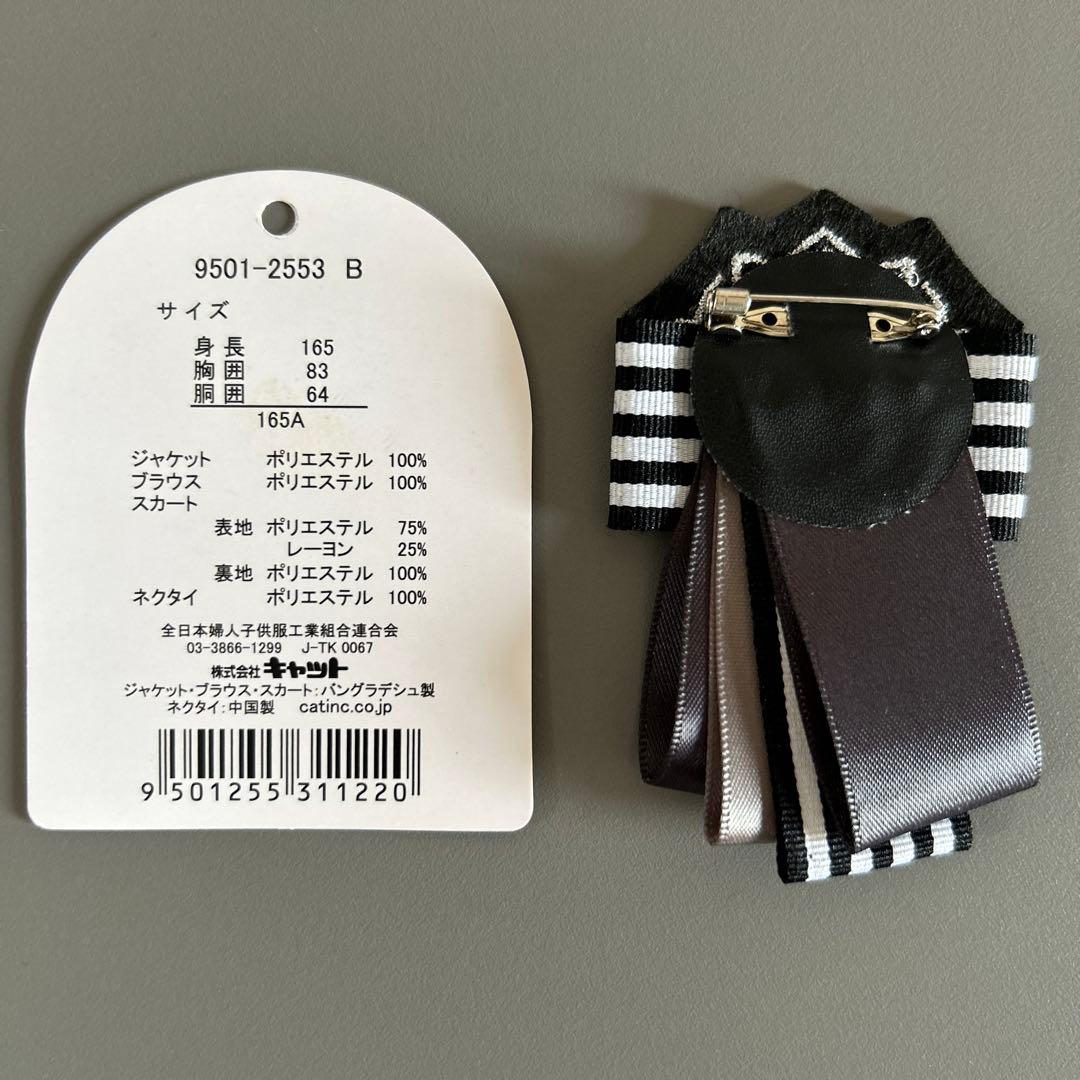 9501-2553 B
サイズ
身長 165
胸囲 83
胴囲 64
165A
ジャケット ポリエステル 100%
ブラウス ポリエステル 100%
スカート
表地 ポリエステル 75%
レーヨン 25%
裏地 ポリエステル 100%
ネクタイ ポリエステル 100%
全日本婦人子供服工業組合連合会
03-3866-1299 J-TK 0067
株式会社キャット
ジャケット・ブラウス・スカート:バングラデシュ製
ネクタイ:中国製 catinc.co.jp
9 501255 311220